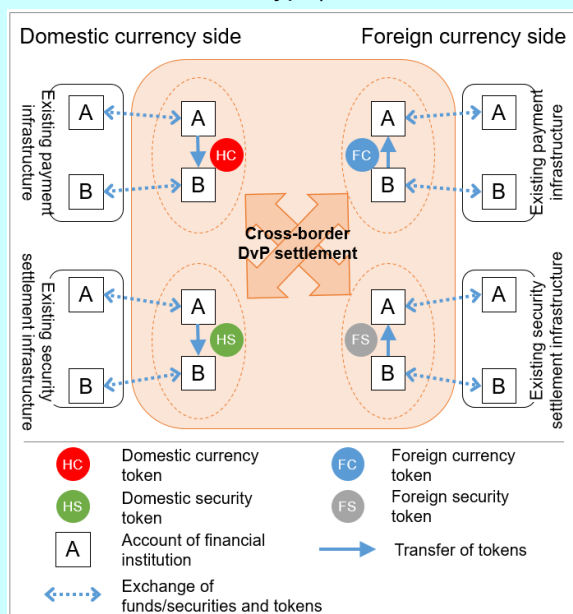 Domestic currency side
Foreign currency side
Existing payment
infrastructure
A
B
A
HC
B
A
FC
B
A
B
Existing payment
infrastructure
Cross-border
DvP settlement
Existing security
settlement infrastructure
A
B
A
HS
B
A
FS
B
A
B
Existing security
settlement infrastructure
HC
Domestic currency
token
FC
Foreign currency
token
HS
Domestic security
token
FS
Foreign security
token
A
Account of financial
institution
Transfer of tokens
Exchange of
funds/securities and tokens